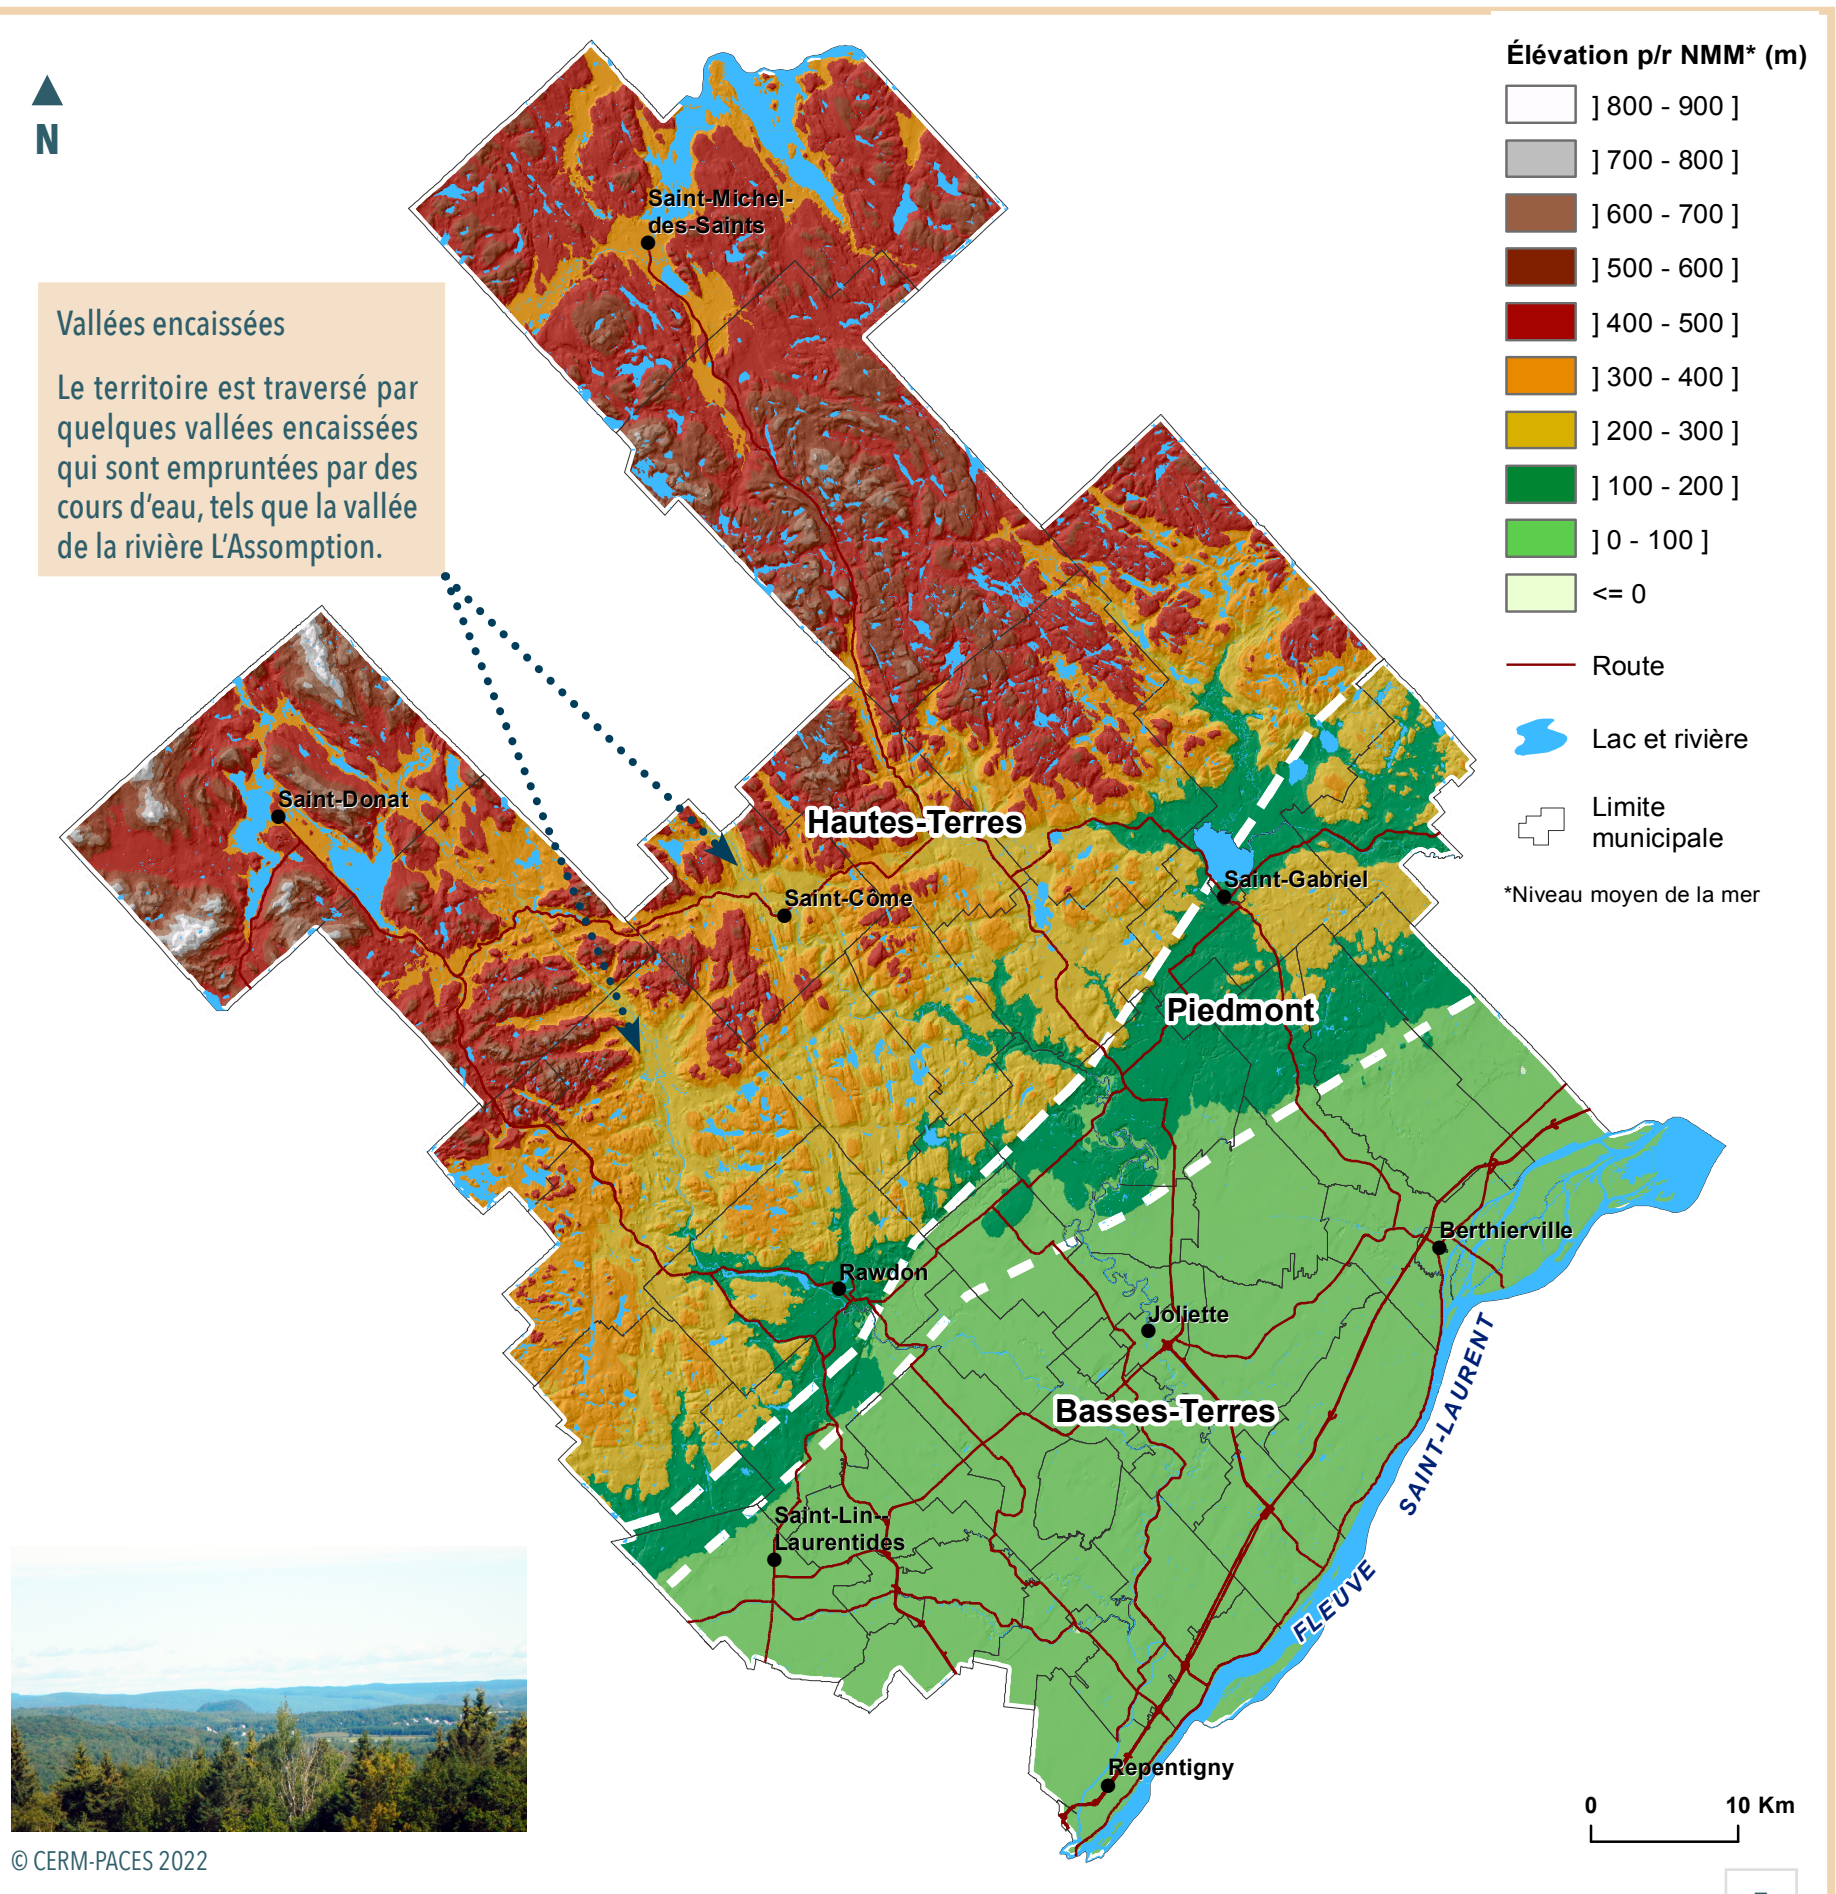 N
Vallées encaissées
Le territoire est traversé par
quelques vallées encaissées
qui sont empruntées par des
cours d'eau, tels que la vallée
de la rivière L'Assomption.
Élévation p/r NMM* (m)
] 800 - 900 ]
] 700 - 800 ]
] 600 - 700 ]
] 500 - 600 ]
] 400 - 500 ]
] 300 - 400 ]
] 200 - 300 ]
] 100 - 200 ]
] 0 - 100 ]
<= 0
Route
Lac et rivière
Limite
municipale
*Niveau moyen de la mer
Saint-Michel-
des-Saints
Saint-Donat
Hautes-Terres
Saint-Côme
Saint-Gabriel
Piedmont
Berthierville
Rawdon
Joliette
Basses-Terres
Saint-Lin--
Laurentides
FLEUVE
SAINT-LAURENT
Repentigny
0 10 Km
© CERM-PACES 2022